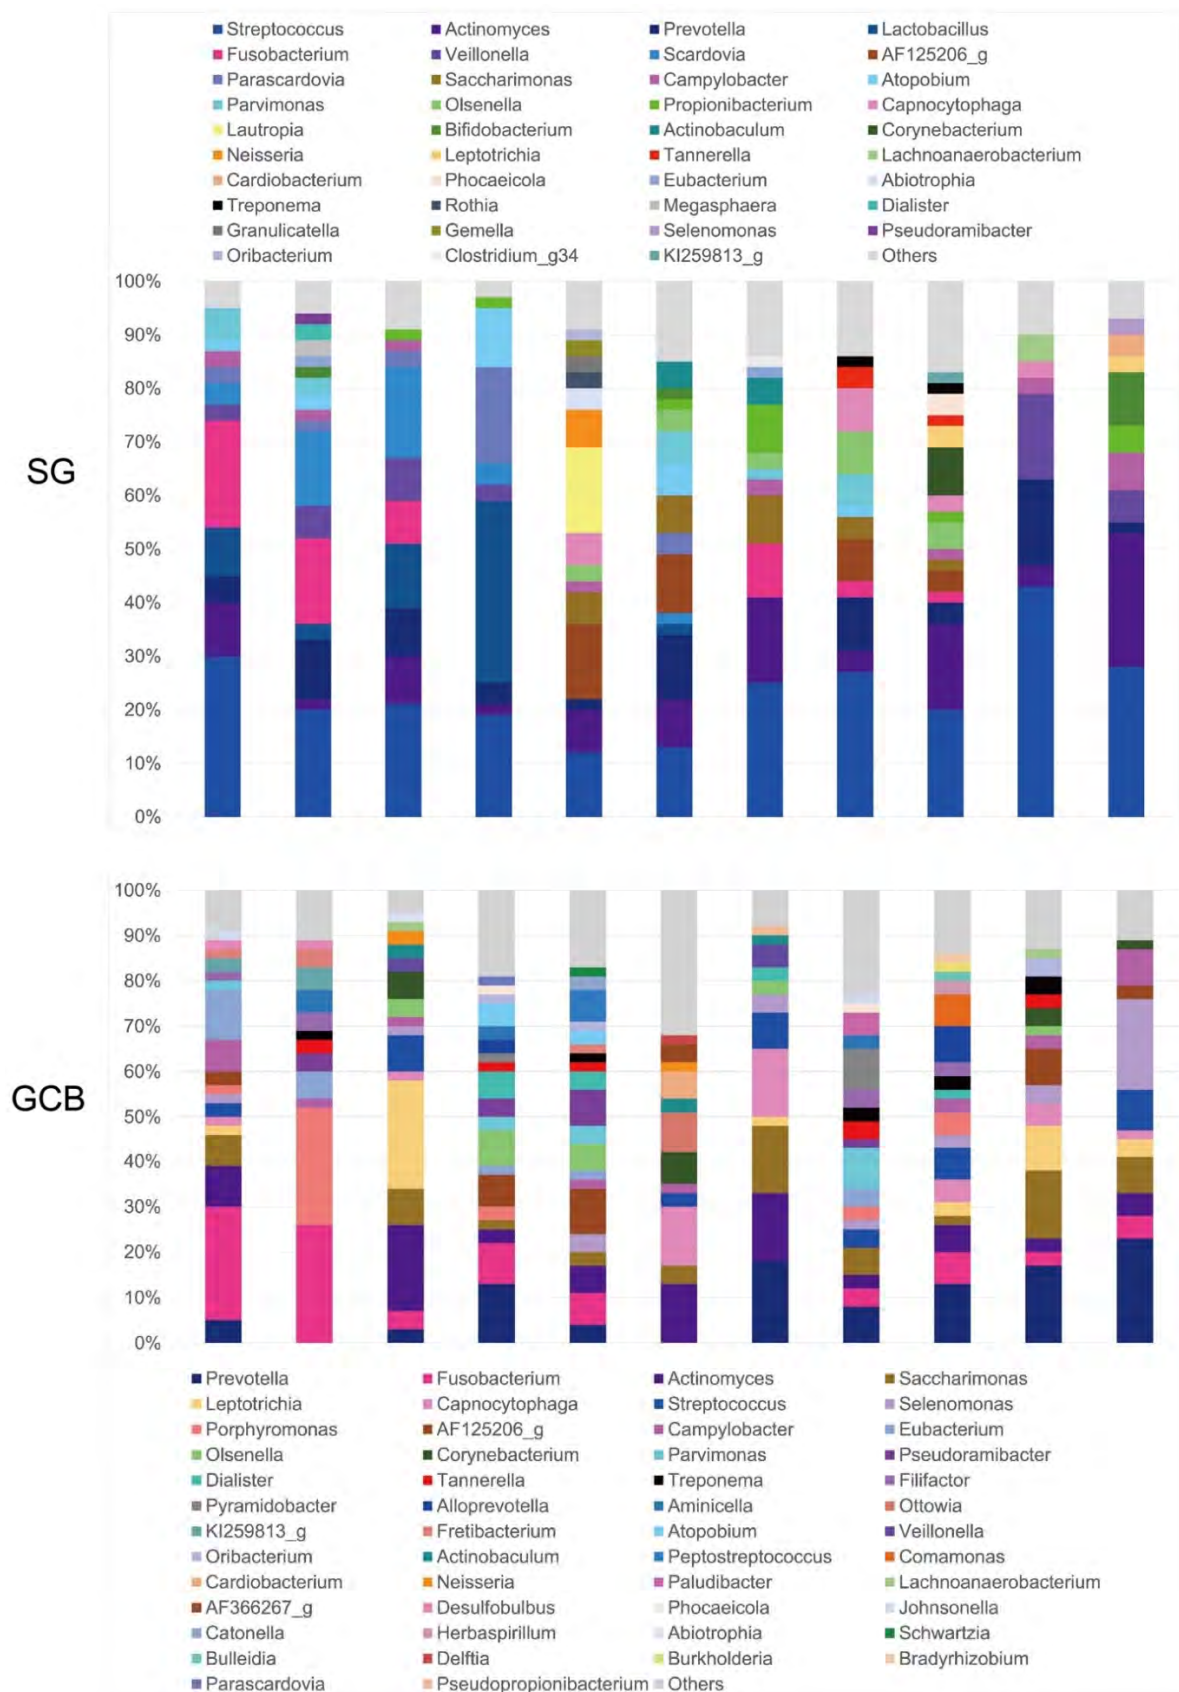 Streptococcus Actinomyces Prevotella Lactobacillus
Fusobacterium Veillonella Scardovia AF125206_g
Parascardovia Saccharimonas Campylobacter Atopobium
Parvimonas Olsenella Propionibacterium Capnocytophaga
Lautropia Bifidobacterium Actinobaculum Corynebacterium
Neisseria Leptotrichia Tannerella Lachnoanaerobacterium
Cardiobacterium Phocaeicola Eubacterium Abiotrophia
Treponema Rothia Megasphaera Dialister
Granulicatella Gemella Selenomonas Pseudoramibacter
Oribacterium Clostridium_g34 KI259813_g Others
100%
90%
80%
70%
SG
60%
50%
40%
30%
20%
10%
0%
100%
90%
80%
70%
60%
GCB
50%
40%
30%
20%
10%
0%
Prevotella Fusobacterium Actinomyces Saccharimonas
Leptotrichia Capnocytophaga Streptococcus Selenomonas
Porphyromonas AF125206_g Campylobacter Eubacterium
Olsenella Corynebacterium Parvimonas Pseudoramibacter
Dialister Tannerella Treponema Filifactor
Pyramidobacter Alloprevotella Aminicella Ottowia
KI259813_g Fretibacterium Atopobium Veillonella
Oribacterium Actinobaculum Peptostreptococcus Comamonas
Cardiobacterium Neisseria Paludibacter Lachnoanaerobacterium
AF366267_g Desulfobulbus Phocaeicola Johnsonella
Catonella Herbaspirillum Abiotrophia Schwartzia
Bulleidia Delftia Burkholderia Bradyrhizobium
Parascardovia Pseudopropionibacterium Others